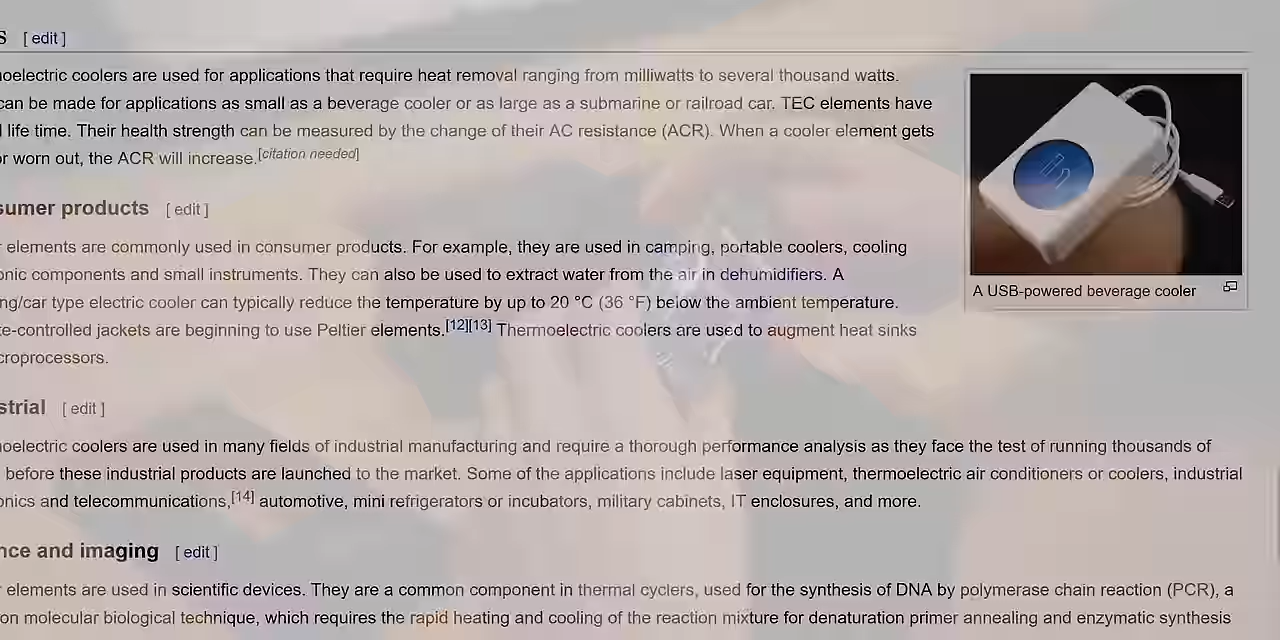 s [ edit ]
noelectric coolers are used for applications that require heat removal ranging from milliwatts to several thousand watts.
can be made for applications as small as a beverage cooler or as large as a submarine or railroad car. TEC elements have
l life time. Their health strength can be measured by the change of their AC resistance (ACR). When a cooler element gets
or worn out, the ACR will increase.[citation needed]
sumer products [ edit ]
r elements are commonly used in consumer products. For example, they are used in camping, portable coolers, cooling
onic components and small instruments. They can also be used to extract water from the air in dehumidifiers. A
ng/car type electric cooler can typically reduce the temperature by up to 20 °C (36 °F) below the ambient temperature.
te-controlled jackets are beginning to use Peltier elements.[12][13] Thermoelectric coolers are used to augment heat sinks
croprocessors.
A USB-powered beverage cooler
strial [ edit ]
noelectric coolers are used in many fields of industrial manufacturing and require a thorough performance analysis as they face the test of running thousands of
before these industrial products are launched to the market. Some of the applications include laser equipment, thermoelectric air conditioners or coolers, industrial
onics and telecommunications,[14] automotive, mini refrigerators or incubators, military cabinets, IT enclosures, and more.
nce and imaging [ edit ]
r elements are used in scientific devices. They are a common component in thermal cyclers, used for the synthesis of DNA by polymerase chain reaction (PCR), a
on molecular biological technique, which requires the rapid heating and cooling of the reaction mixture for denaturation primer annealing and enzymatic synthesis